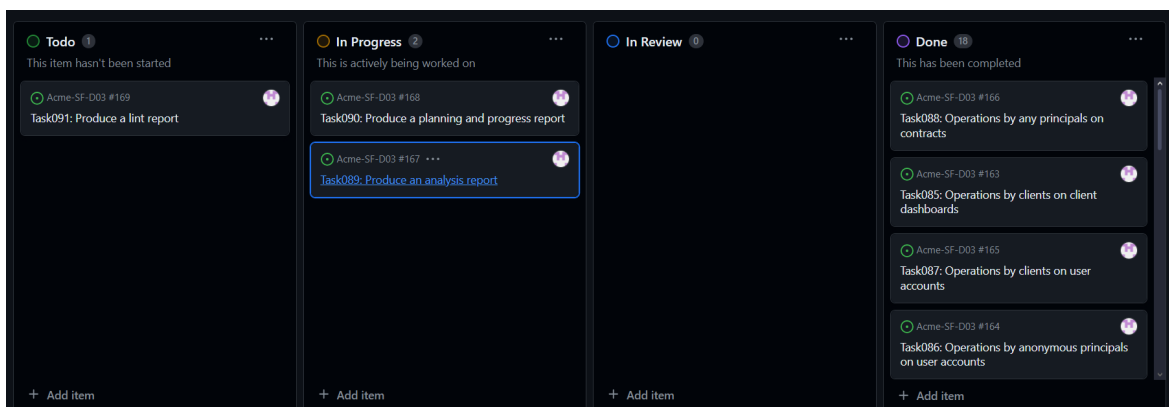 Todo 1 ...
This item hasn't been started
Acme-SF-D03 #169
Task091: Produce a lint report
+ Add item
In Progress 2 ...
This is actively being worked on
Acme-SF-D03 #168
Task090: Produce a planning and progress report
Acme-SF-D03 #167 ...
Task089: Produce an analysis report
+ Add item
In Review 0 ...
+ Add item
Done 18 ...
This has been completed
Acme-SF-D03 #166
Task088: Operations by any principals on
contracts
Acme-SF-D03 #163
Task085: Operations by clients on client
dashboards
Acme-SF-D03 #165
Task087: Operations by clients on user
accounts
Acme-SF-D03 #164
Task086: Operations by anonymous principals
on user accounts
+ Add item